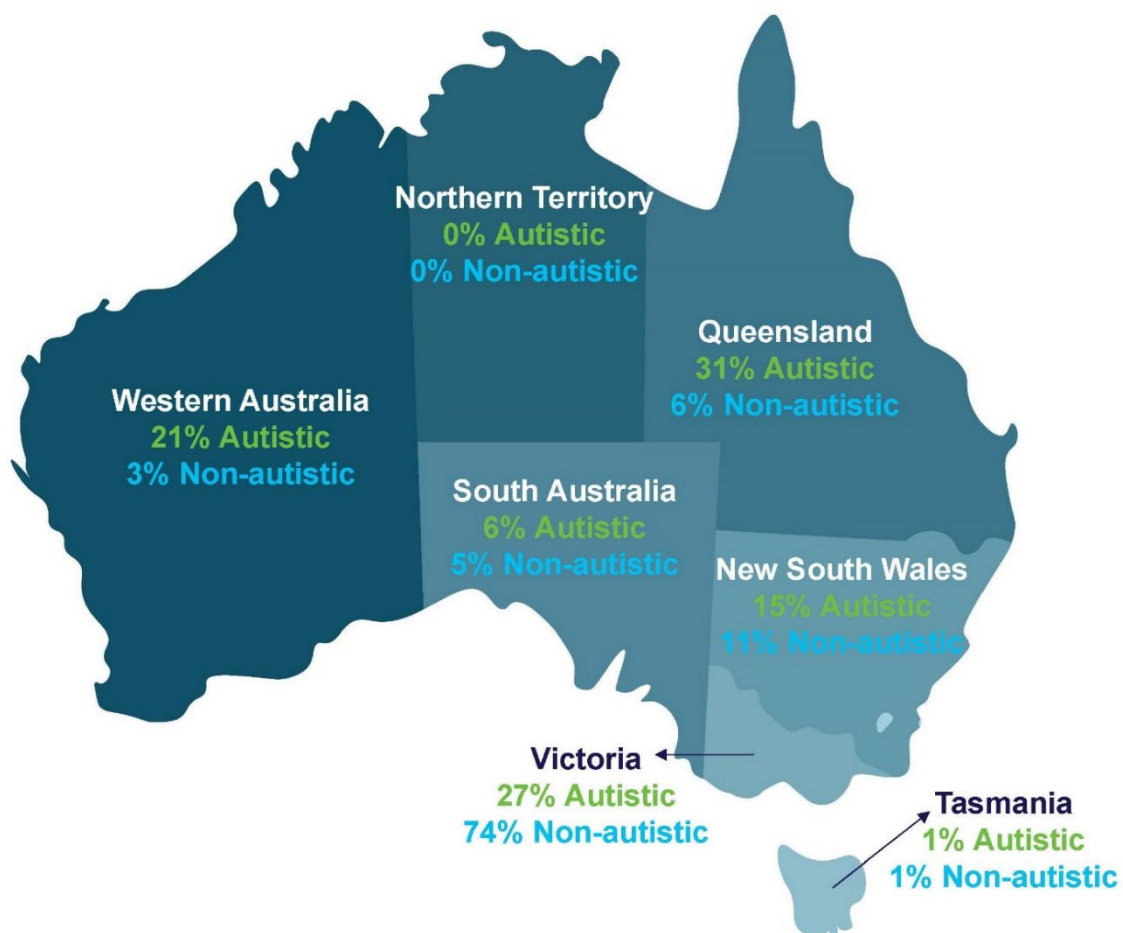 Northern Territory
0% Autistic
0% Non-autistic
Queensland
31% Autistic
6% Non-autistic
Western Australia
21% Autistic
3% Non-autistic
South Australia
6% Autistic
5% Non-autistic
New South Wales
15% Autistic
11% Non-autistic
Victoria
27% Autistic
74% Non-autistic
Tasmania
1% Autistic
1% Non-autistic